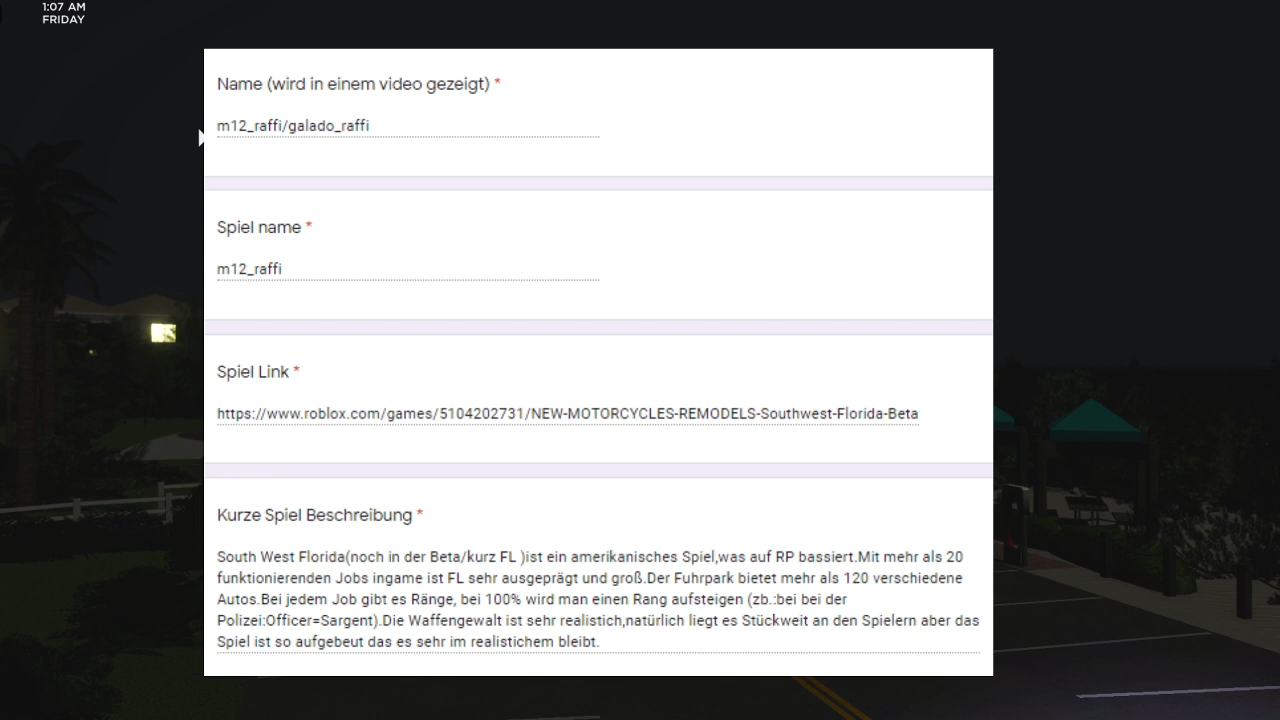 1:07 AM
FRIDAY
Name (wird in einem video gezeigt) *
m12_raffi/galado_raffi
Spiel name *
m12_raffi
Spiel Link *
https://www.roblox.com/games/5104202731/NEW-MOTORCYCLES-REMODELS-Southwest-Florida-Beta
Kurze Spiel Beschreibung *
South West Florida(noch in der Beta/kurz FL )ist ein amerikanisches Spiel,was auf RP bassiert.Mit mehr als 20
funktionierenden Jobs ingame ist FL sehr ausgeprägt und groß.Der Fuhrpark bietet mehr als 120 verschiedene
Autos.Bei jedem Job gibt es Ränge, bei 100% wird man einen Rang aufsteigen (zb.:bei bei der
Polizei:Officer=Sargent).Die Waffengewalt ist sehr realistisch,natürlich liegt es Stückweit an den Spielern aber das
Spiel ist so aufgebeut das es sehr im realistichem bleibt.